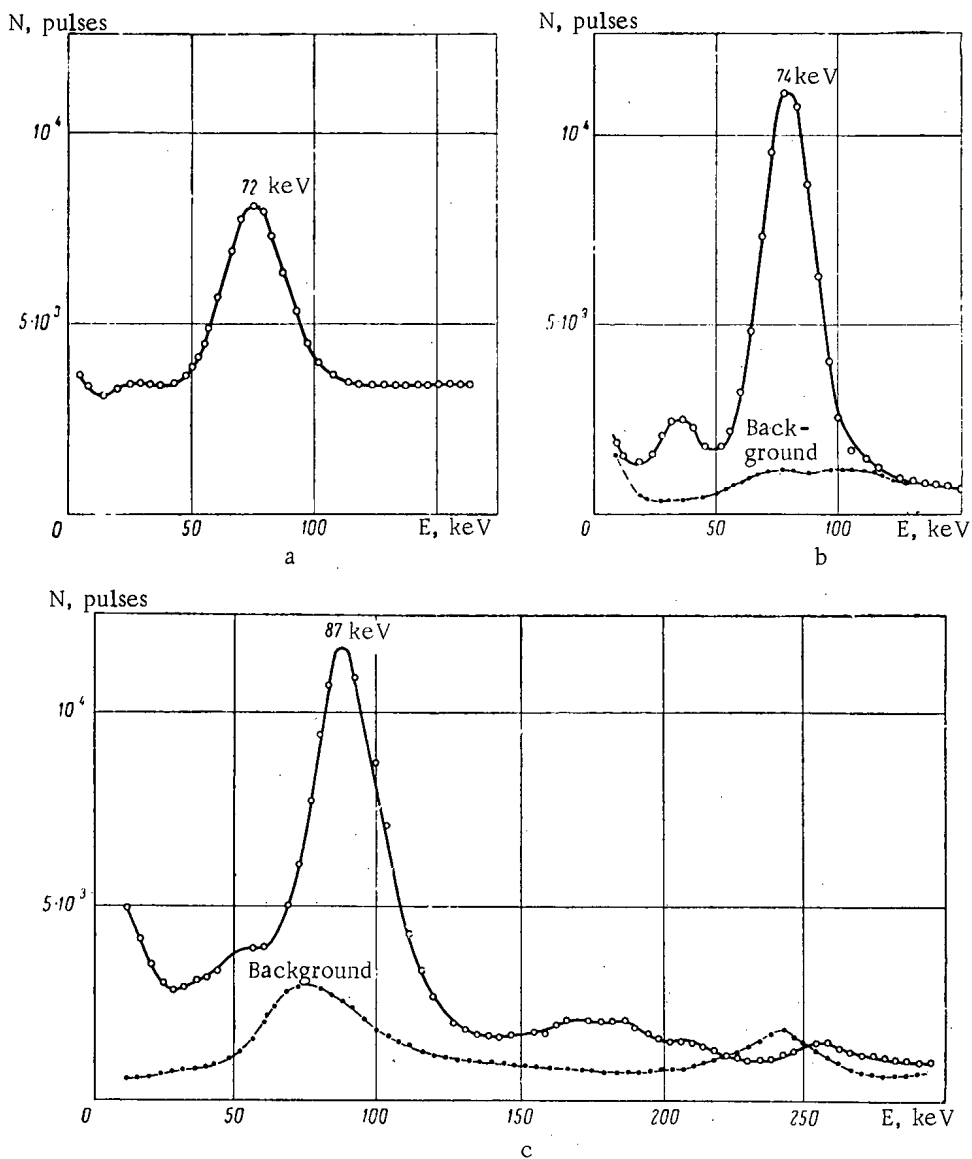 N, pulses
10⁴
5·10³
72 keV
0 50 100 E, keV
a
N, pulses
10⁴
5·10³
74 keV
Back-
ground
0 50 100 E, keV
b
N, pulses
10⁴
5·10³
87 keV
Background
0 50 100 150 200 250 E, keV
c